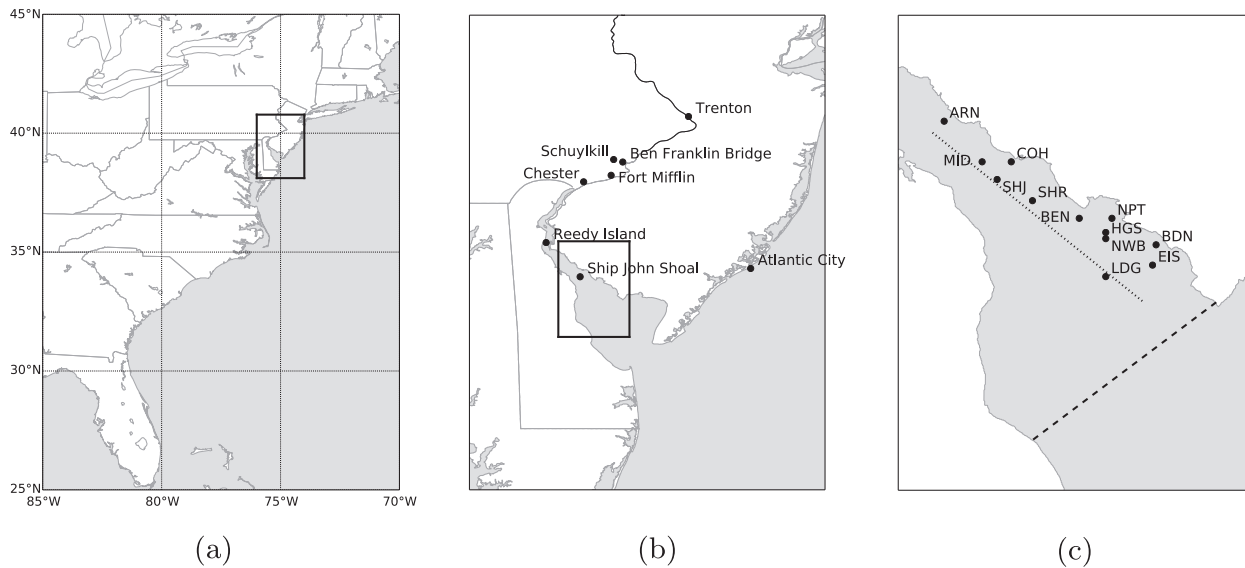 45°N
40°N
35°N
30°N
25°N
85°W
80°W
75°W
70°W
(a)
Trenton
Schuylkill
Ben Franklin Bridge
Chester
Fort Mifflin
Reedy Island
Ship John Shoal
Atlantic City
(b)
ARN
MID
COH
SHJ
SHR
BEN
NPT
HGS
NWB
BDN
EIS
LDG
(c)